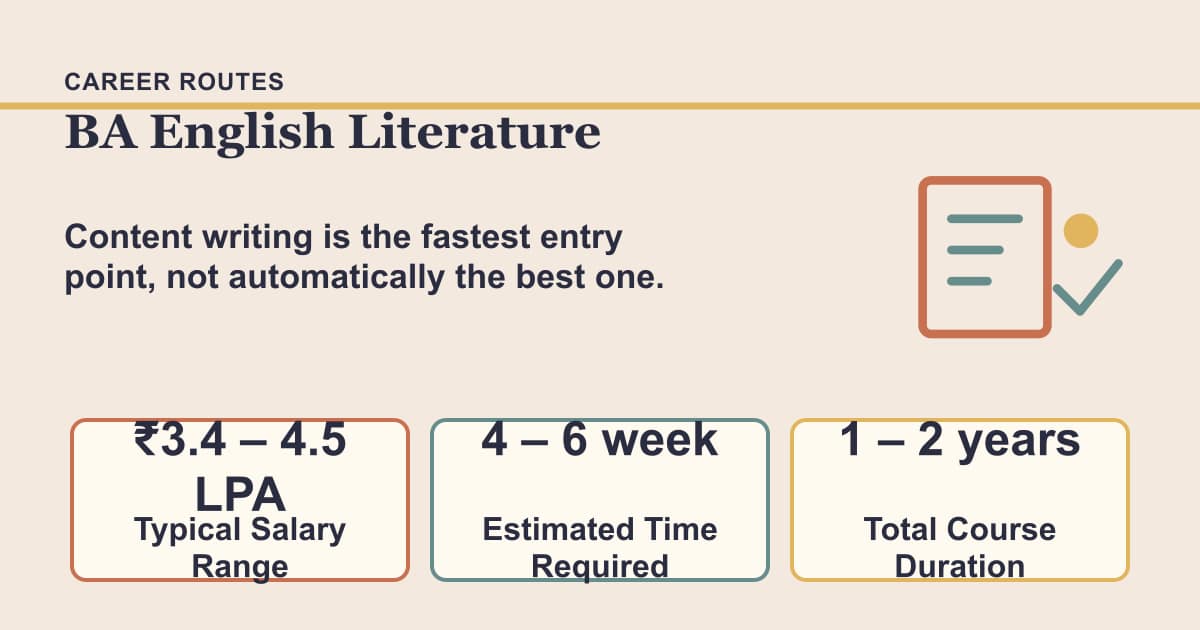 CAREER ROUTES
BA English Literature
Content writing is the fastest entry
point, not automatically the best one.
₹3.4 – 4.5
LPA
Typical Salary
Range
4 – 6 week
Estimated Time
Required
1 – 2 years
Total Course
Duration